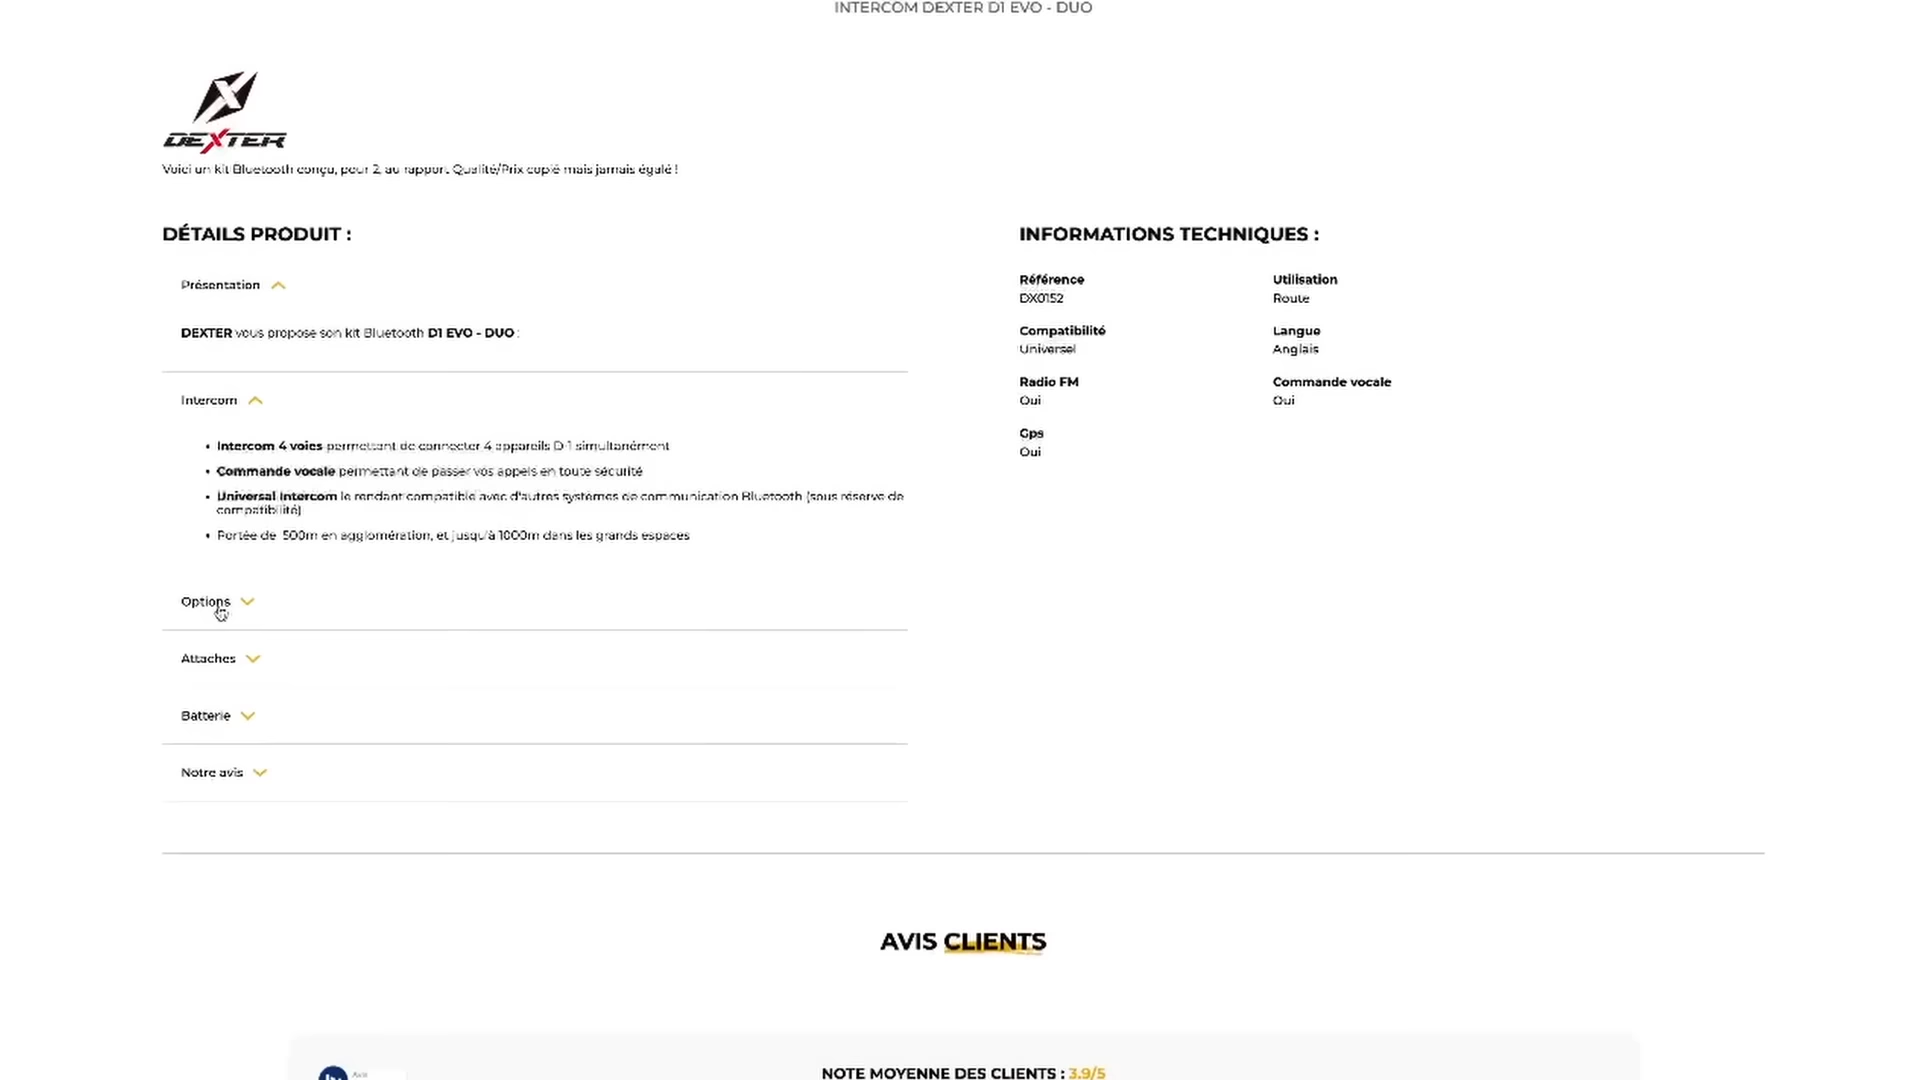 INTERCOM DEXTER D1 EVO - DUO
DEXTER
Voici un kit Bluetooth conçu, pour 2, au rapport Qualité/Prix copié mais jamais égalé !
DÉTAILS PRODUIT :
Présentation
DEXTER vous propose son kit Bluetooth D1 EVO - DUO :
Intercom
• Intercom 4 voies permettant de connecter 4 appareils D-1 simultanément
• Commande vocale permettant de passer vos appels en toute sécurité
• Universal Intercom le rendant compatible avec d'autres systèmes de communication Bluetooth (sous réserve de
compatibilité)
• Portée de 500m en agglomération, et jusqu'à 1000m dans les grands espaces
Options
Attaches
Batterie
Notre avis
INFORMATIONS TECHNIQUES :
Référence
DX0152
Utilisation
Route
Compatibilité
Universel
Langue
Anglais
Radio FM
Oui
Commande vocale
Oui
Gps
Oui
AVIS CLIENTS
Avis
NOTE MOYENNE DES CLIENTS : 3.9/5